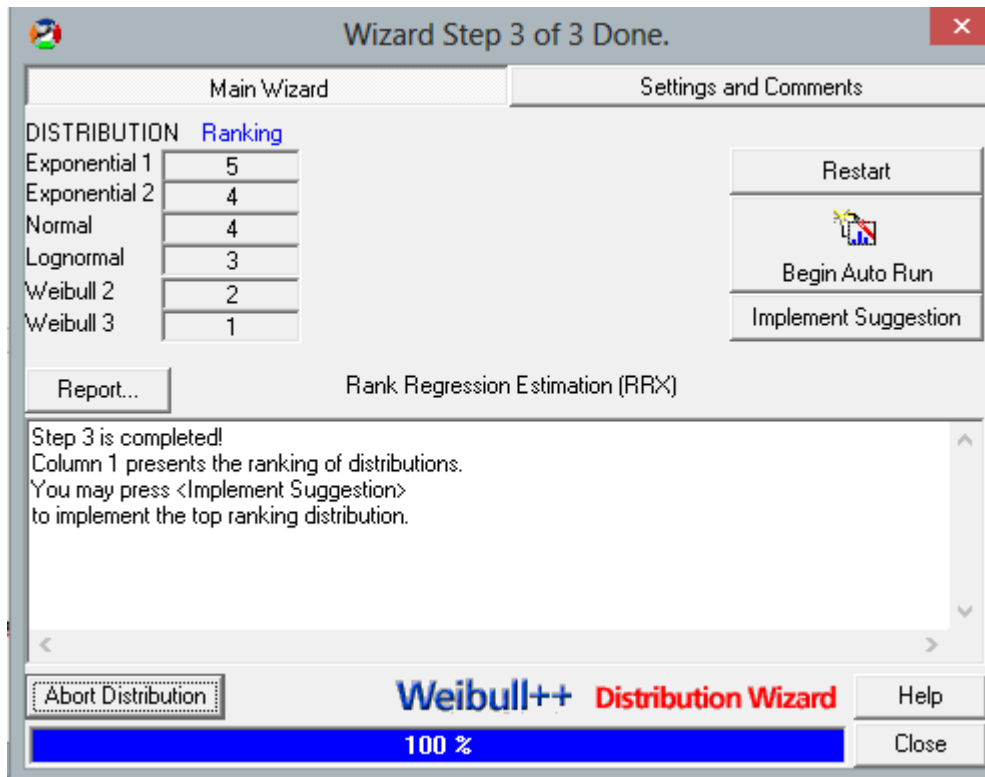 Wizard Step 3 of 3 Done.
Main Wizard
Settings and Comments
DISTRIBUTION Ranking
Exponential 1 5
Exponential 2 4
Normal 4
Lognormal 3
Weibull 2 2
Weibull 3 1
Restart
Begin Auto Run
Implement Suggestion
Report...
Rank Regression Estimation (RRX)
Step 3 is completed!
Column 1 presents the ranking of distributions.
You may press <Implement Suggestion>
to implement the top ranking distribution.
Abort Distribution
Weibull++ Distribution Wizard
Help
100 %
Close